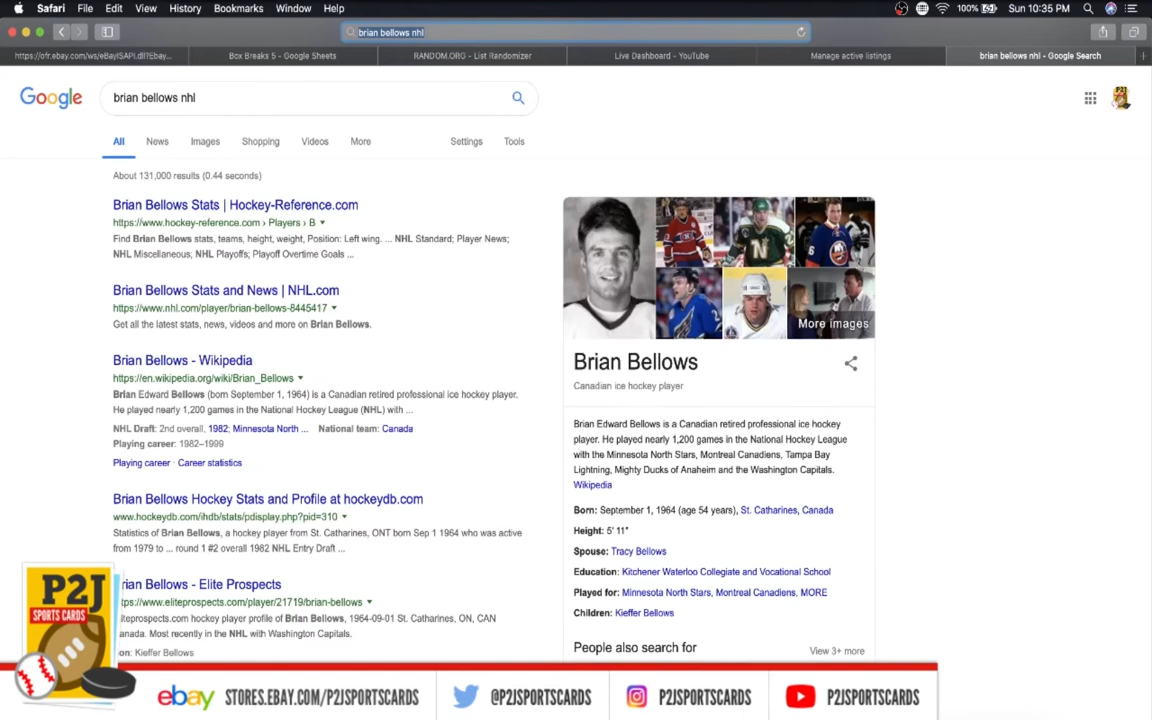 Safari File Edit View History Bookmarks Window Help
100% Sun 10:35 PM
brian bellows nhl
https://ofr.ebay.com/ws/eBayISAPI.dll?Ebay...
Box Breaks 5 - Google Sheets
RANDOM.ORG - List Randomizer
Live Dashboard - YouTube
Manage active listings
brian bellows nhl - Google Search
Google
brian bellows nhl
All News Images Shopping Videos More Settings Tools
About 131,000 results (0.44 seconds)
Brian Bellows Stats | Hockey-Reference.com
https://www.hockey-reference.com › Players › B
Find Brian Bellows stats, teams, height, weight, Position: Left wing. ... NHL Standard; Player News;
NHL Miscellaneous; NHL Playoffs; Playoff Overtime Goals ...
Brian Bellows Stats and News | NHL.com
https://www.nhl.com/player/brian-bellows-8445417
Get all the latest stats, news, videos and more on Brian Bellows.
Brian Bellows - Wikipedia
https://en.wikipedia.org/wiki/Brian_Bellows
Brian Edward Bellows (born September 1, 1964) is a Canadian retired professional ice hockey player.
He played nearly 1,200 games in the National Hockey League (NHL) with ...
NHL Draft: 2nd overall, 1982; Minnesota North ... National team: Canada
Playing career: 1982–1999
Playing career · Career statistics
Brian Bellows Hockey Stats and Profile at hockeydb.com
www.hockeydb.com/ihdb/stats/pdisplay.php?pid=310
Statistics of Brian Bellows, a hockey player from St. Catharines, ONT born Sep 1 1964 who was active
from 1979 to ... round 1 #2 overall 1982 NHL Entry Draft ...
rian Bellows - Elite Prospects
tps://www.eliteprospects.com/player/21719/brian-bellows
liteprospects.com hockey player profile of Brian Bellows, 1964-09-01 St. Catharines, ON, CAN
anada. Most recently in the NHL with Washington Capitals.
on: Kieffer Bellows
More images
Brian Bellows
Canadian ice hockey player
Brian Edward Bellows is a Canadian retired professional ice hockey
player. He played nearly 1,200 games in the National Hockey League
with the Minnesota North Stars, Montreal Canadiens, Tampa Bay
Lightning, Mighty Ducks of Anaheim and the Washington Capitals.
Wikipedia
Born: September 1, 1964 (age 54 years), St. Catharines, Canada
Height: 5′ 11″
Spouse: Tracy Bellows
Education: Kitchener Waterloo Collegiate and Vocational School
Played for: Minnesota North Stars, Montreal Canadiens, MORE
Children: Kieffer Bellows
People also search for
View 3+ more
P2J
SPORTS CARDS
ebay STORES.EBAY.COM/P2JSPORTSCARDS
@P2JSPORTSCARDS
P2JSPORTSCARDS
P2JSPORTSCARDS